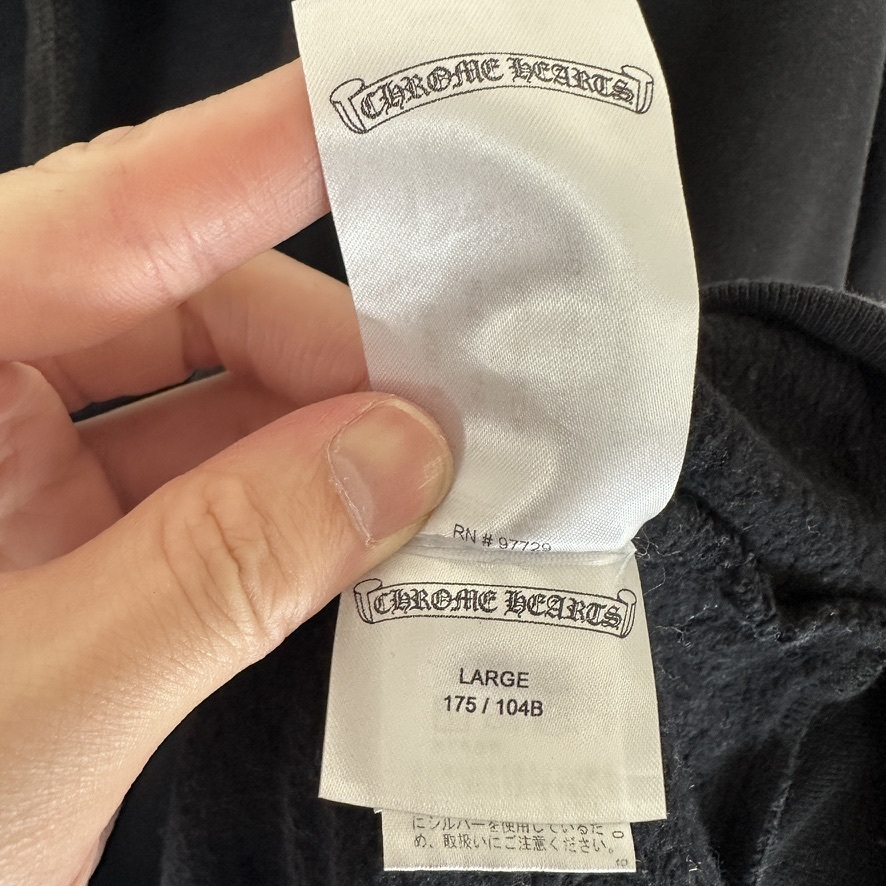 CHROME HEARTS
RN # 97729
CHROME HEARTS
LARGE
175 / 104B
にシルバーを使用しているた
め、取扱いにご注意ください。